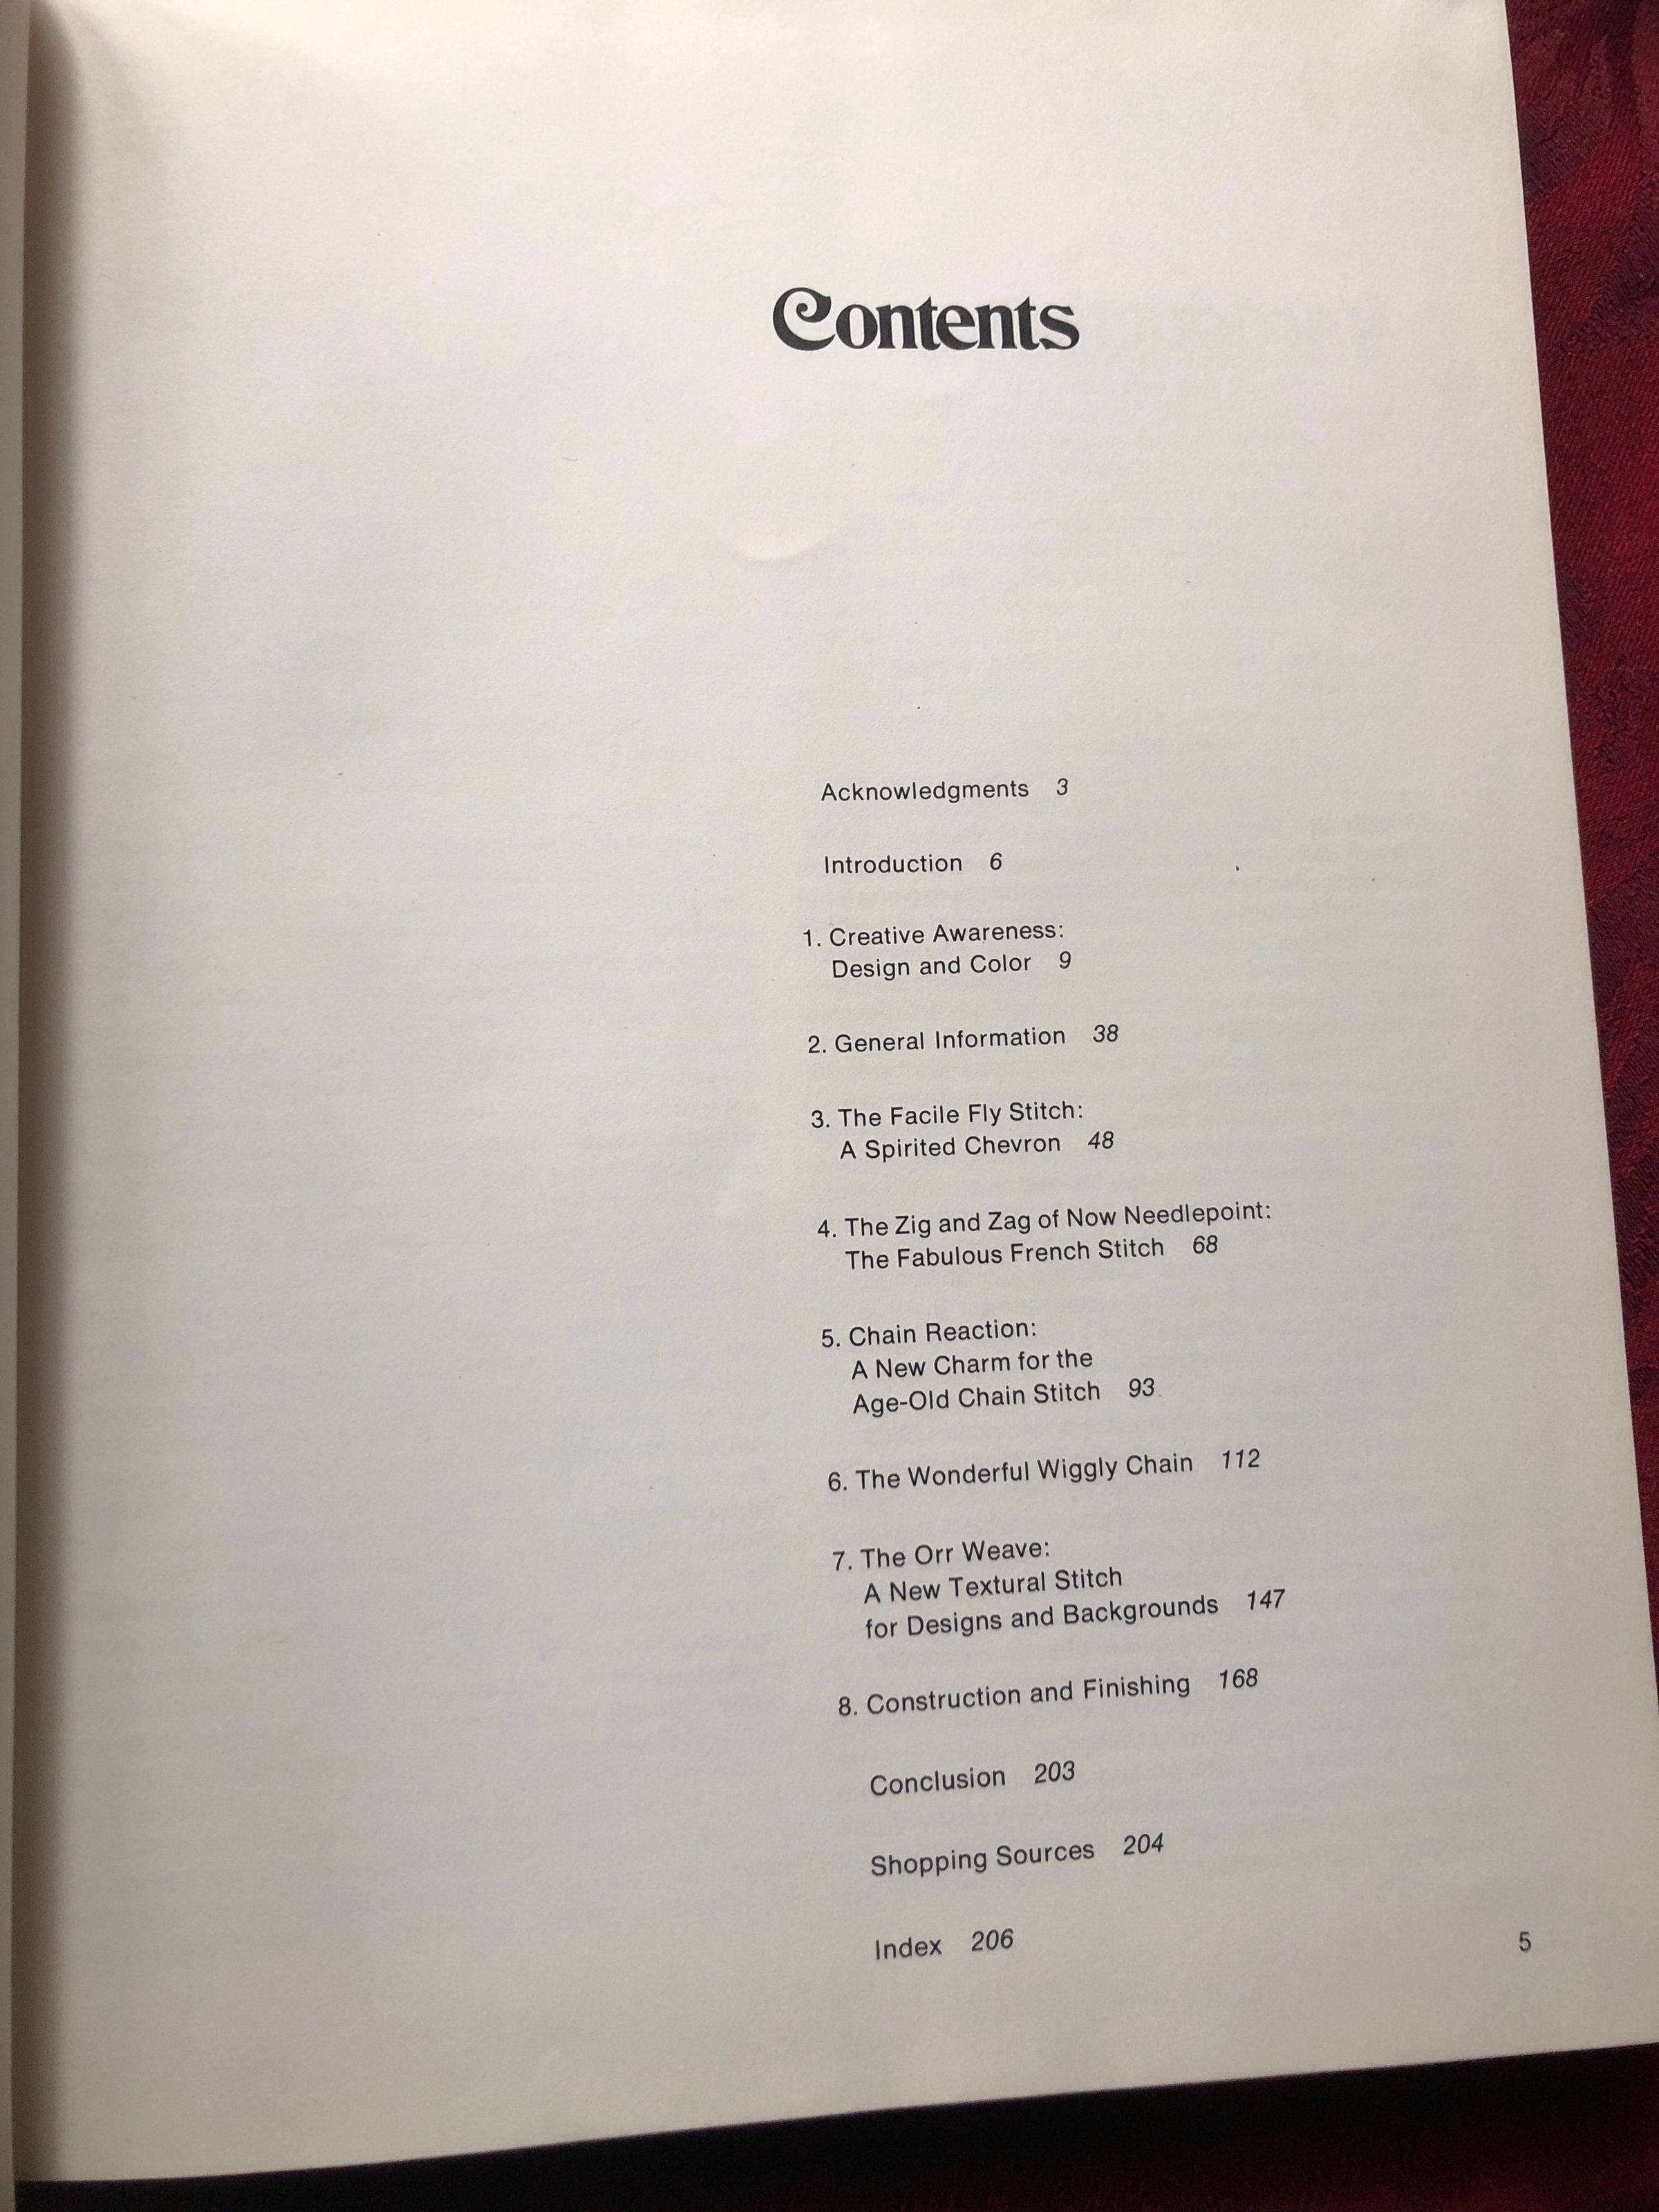 Contents
Acknowledgments 3
Introduction 6
1. Creative Awareness:
Design and Color 9
2. General Information 38
3. The Facile Fly Stitch:
A Spirited Chevron 48
4. The Zig and Zag of Now Needlepoint:
The Fabulous French Stitch 68
5. Chain Reaction:
A New Charm for the
Age-Old Chain Stitch 93
6. The Wonderful Wiggly Chain 112
7. The Orr Weave:
A New Textural Stitch
for Designs and Backgrounds 147
8. Construction and Finishing 168
Conclusion 203
Shopping Sources 204
Index 206
5